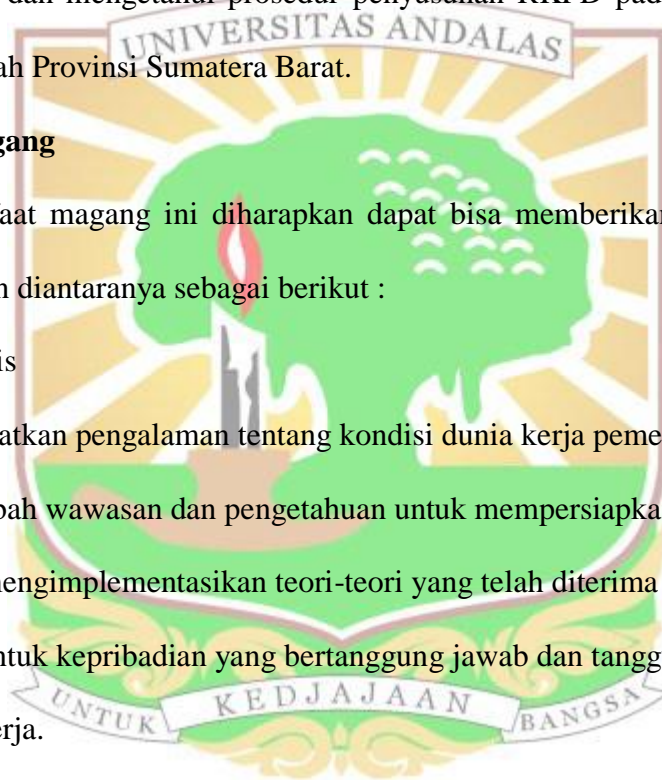 dan mengetahui prosedur penyusunan RKPD pad
UNIVERSITAS ANDALAS
ah Provinsi Sumatera Barat.
gang
aat magang ini diharapkan dapat bisa memberikan
n diantaranya sebagai berikut :
is
atkan pengalaman tentang kondisi dunia kerja peme
bah wawasan dan pengetahuan untuk mempersiapka
mengimplementasikan teori-teori yang telah diterima
ntuk kepribadian yang bertanggung jawab dan tangg
UNTUK KEDJAJAAN BANGSA
erja.